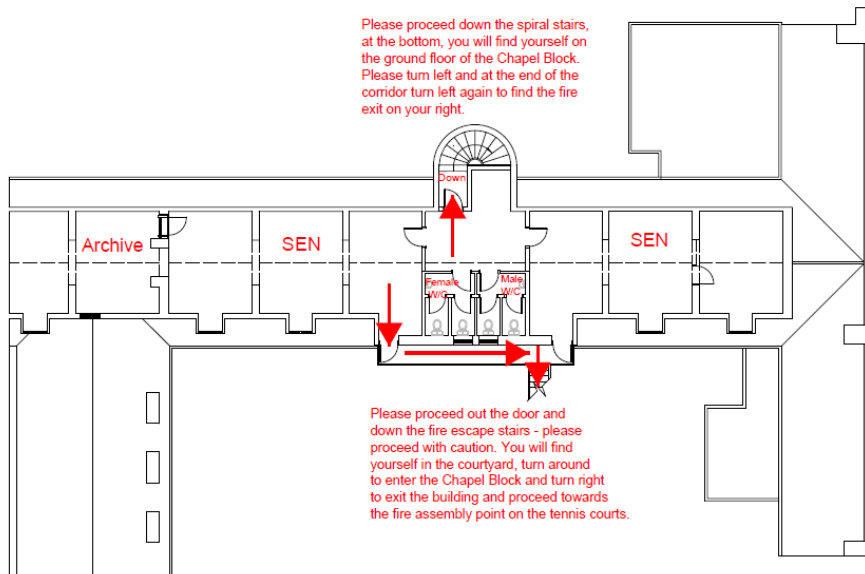 Please proceed down the spiral stairs,
at the bottom, you will find yourself on
the ground floor of the Chapel Block.
Please turn left and at the end of the
corridor turn left again to find the fire
exit on your right.
Down
Archive
SEN
SEN
Female
W/C
Male
W/C
Please proceed out the door and
down the fire escape stairs - please
proceed with caution. You will find
yourself in the courtyard, turn around
to enter the Chapel Block and turn right
to exit the building and proceed towards
the fire assembly point on the tennis courts.